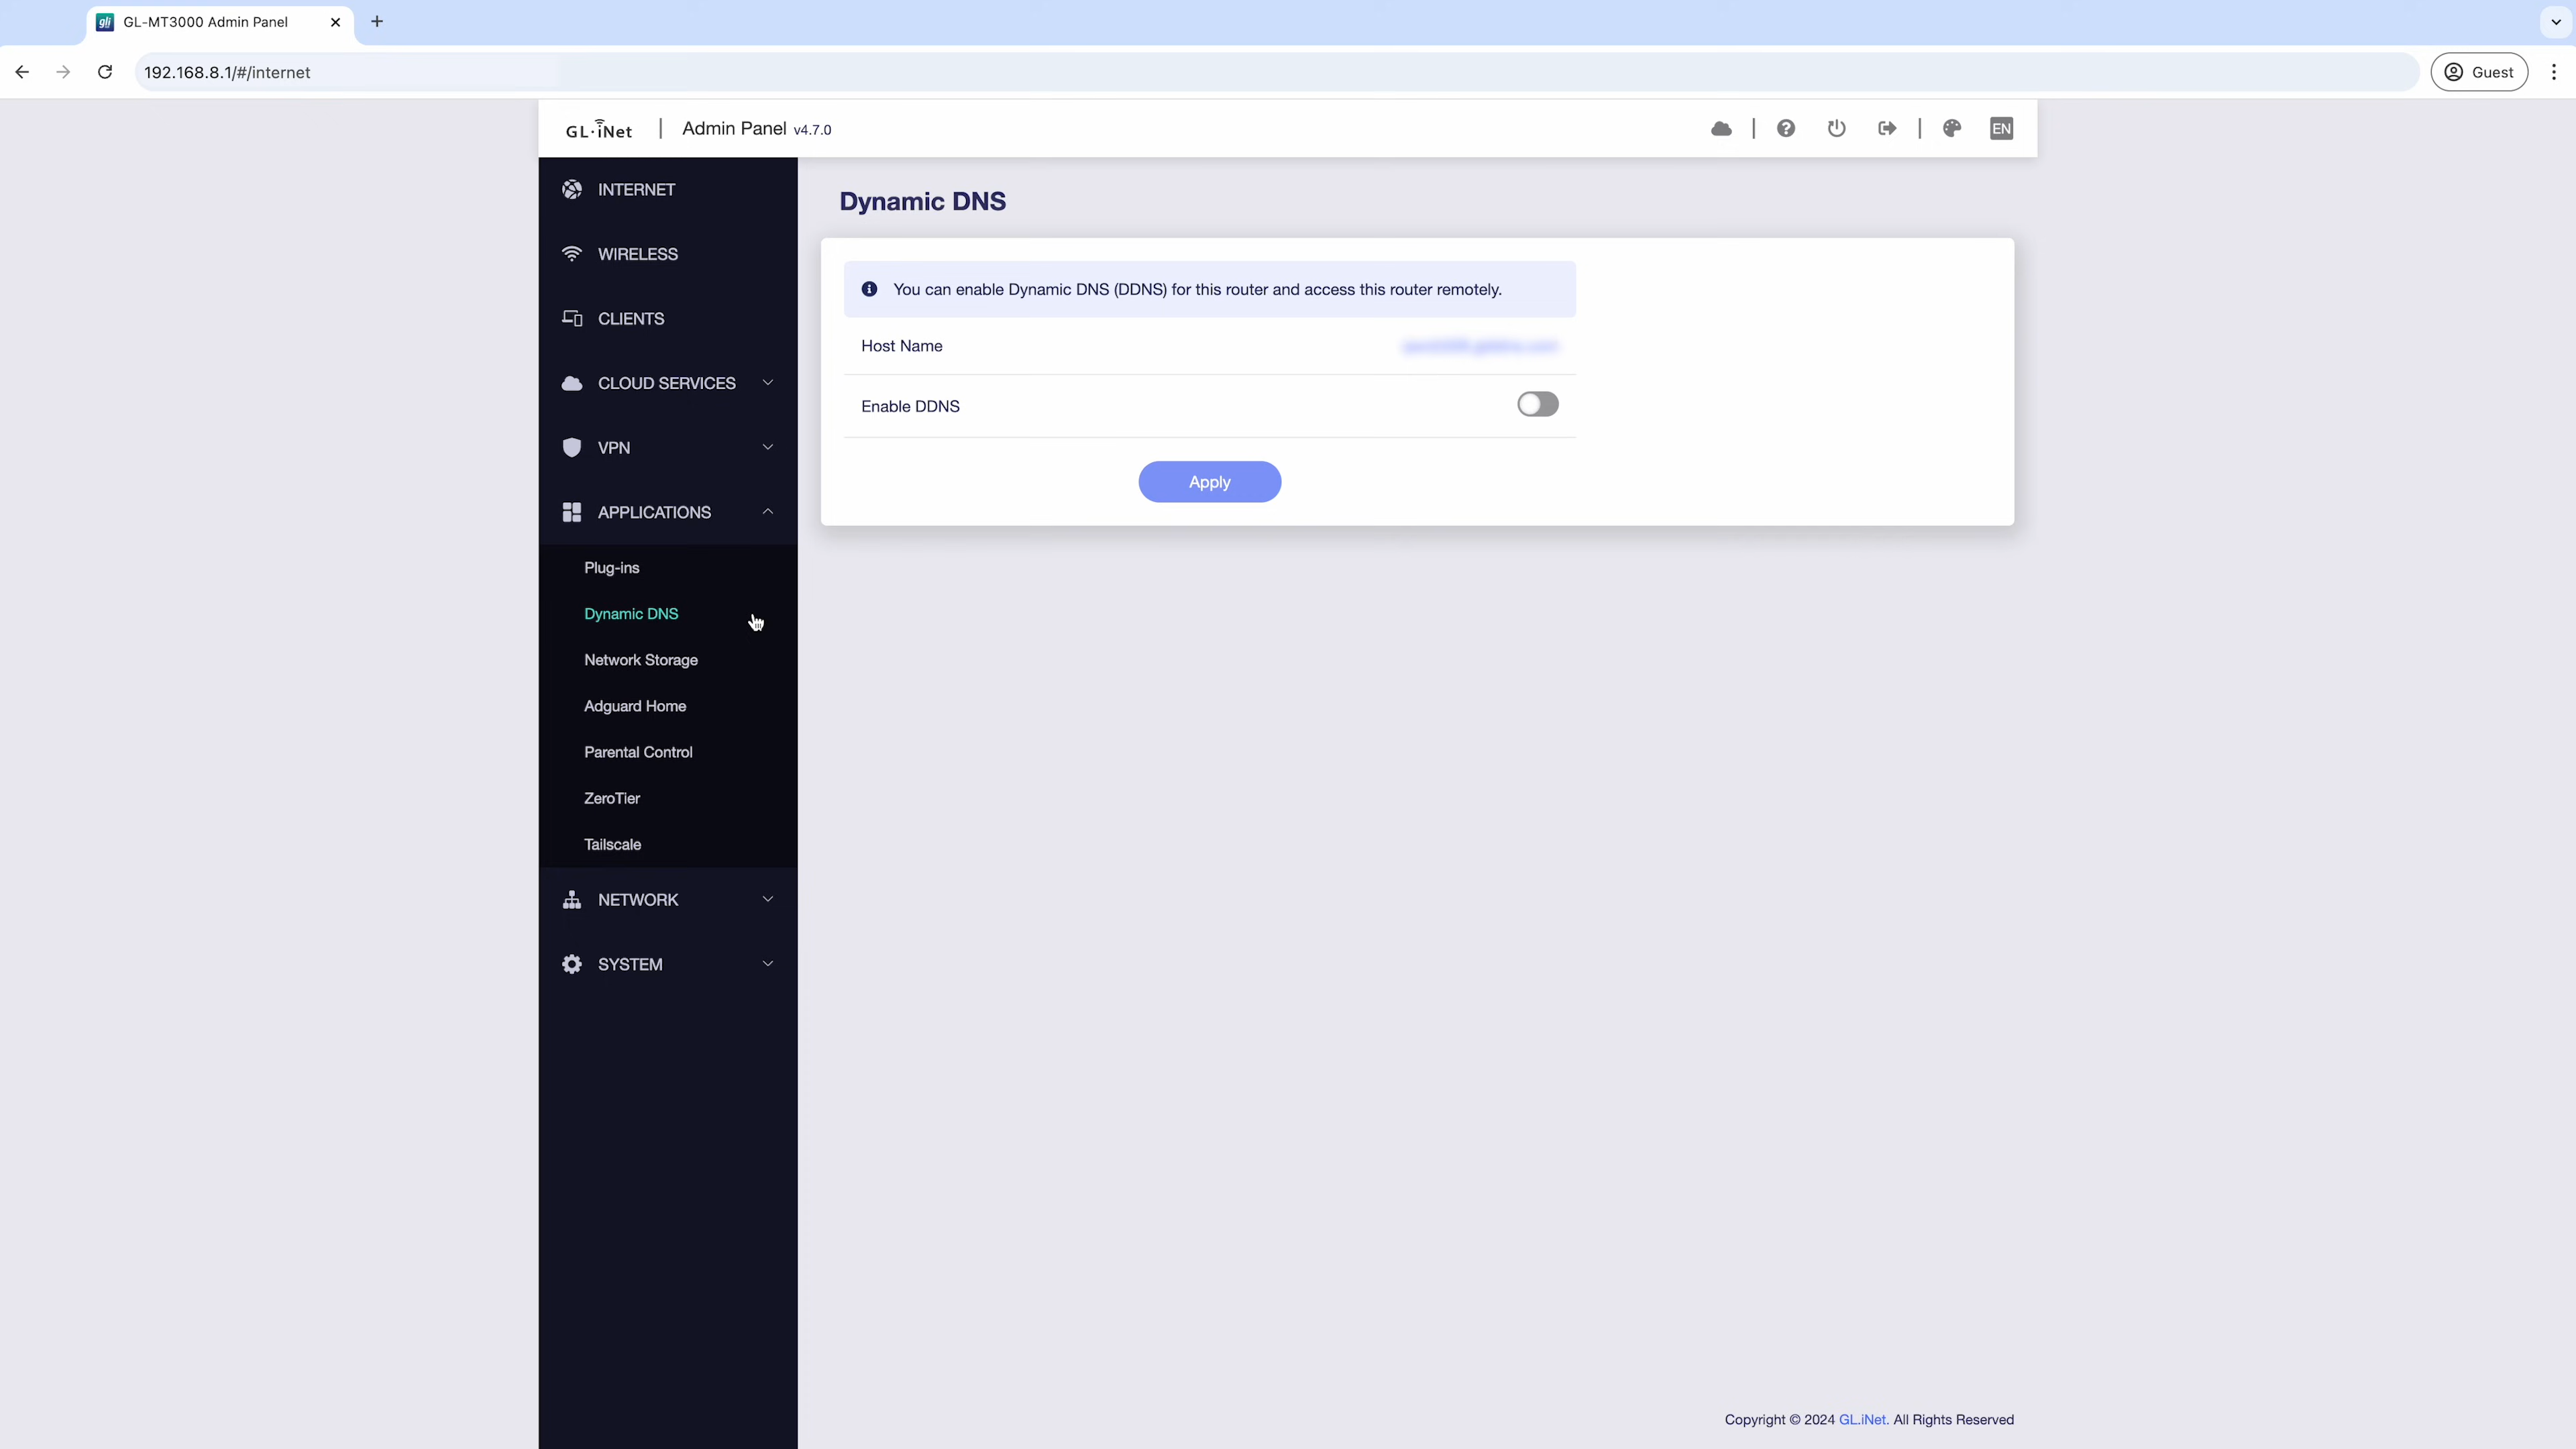 GL-MT3000 Admin Panel
192.168.8.1/#/internet
Guest
GL·iNet | Admin Panel v4.7.0
EN
INTERNET
WIRELESS
CLIENTS
CLOUD SERVICES
VPN
APPLICATIONS
Plug-ins
Dynamic DNS
Network Storage
Adguard Home
Parental Control
ZeroTier
Tailscale
NETWORK
SYSTEM
Dynamic DNS
You can enable Dynamic DNS (DDNS) for this router and access this router remotely.
Host Name
Enable DDNS
Apply
Copyright © 2024 GL.iNet. All Rights Reserved